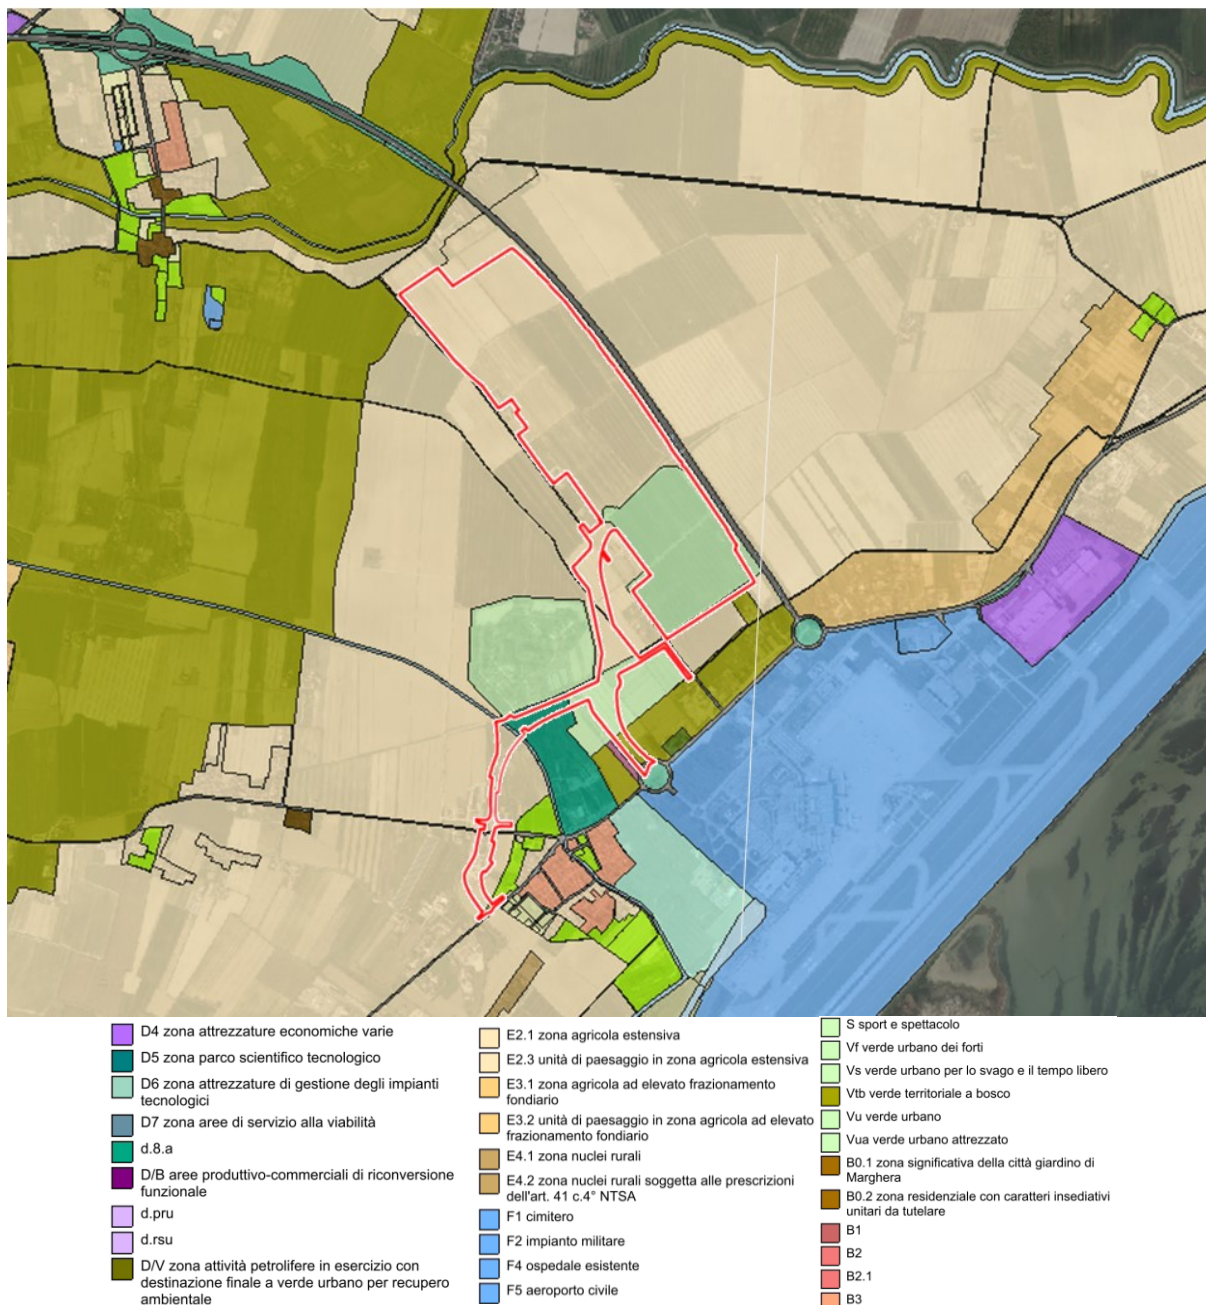 D4 zona attrezzature economiche varie
D5 zona parco scientifico tecnologico
D6 zona attrezzature di gestione degli impianti
tecnologici
D7 zona aree di servizio alla viabilità
d.8.a
D/B aree produttivo-commerciali di riconversione
funzionale
d.pru
d.rsu
D/V zona attività petrolifere in esercizio con
destinazione finale a verde urbano per recupero
ambientale
E2.1 zona agricola estensiva
E2.3 unità di paesaggio in zona agricola estensiva
E3.1 zona agricola ad elevato frazionamento
fondiario
E3.2 unità di paesaggio in zona agricola ad elevato
frazionamento fondiario
E4.1 zona nuclei rurali
E4.2 zona nuclei rurali soggetta alle prescrizioni
dell'art. 41 c.4° NTSA
F1 cimitero
F2 impianto militare
F4 ospedale esistente
F5 aeroporto civile
S sport e spettacolo
Vf verde urbano dei forti
Vs verde urbano per lo svago e il tempo libero
Vtb verde territoriale a bosco
Vu verde urbano
Vua verde urbano attrezzato
B0.1 zona significativa della città giardino di
Marghera
B0.2 zona residenziale con caratteri insediativi
unitari da tutelare
B1
B2
B2.1
B3